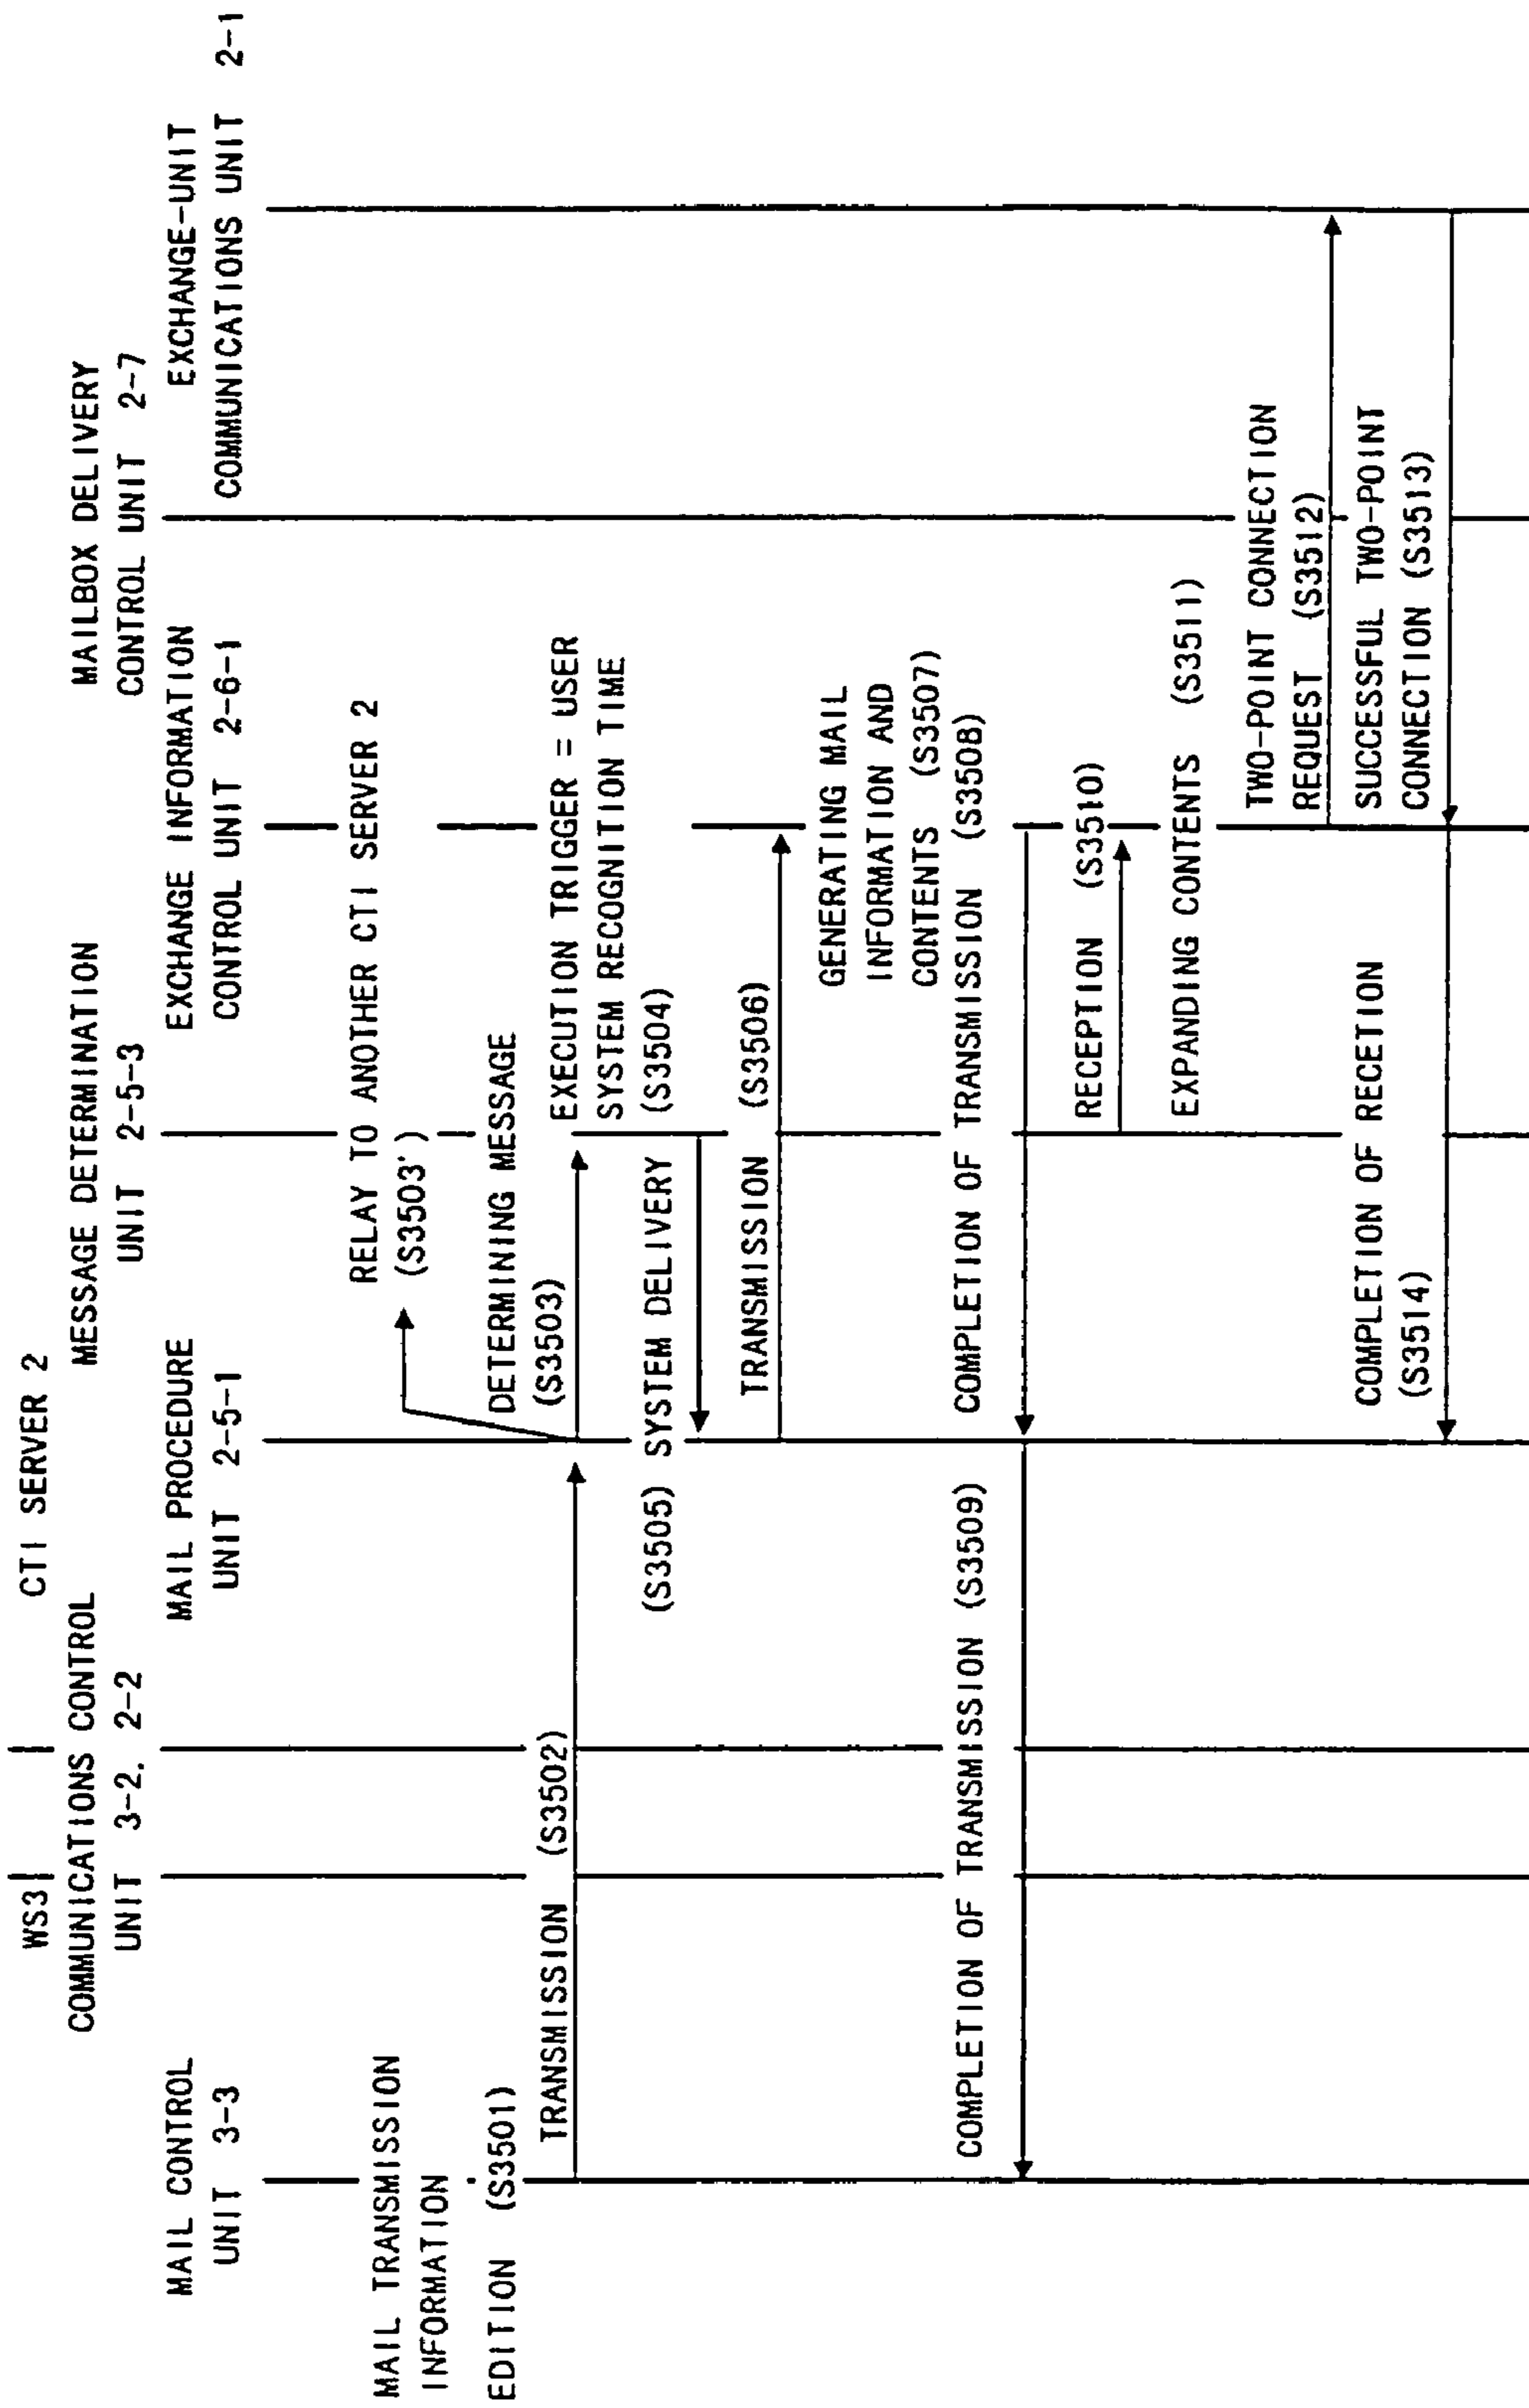 WS3
CTI SERVER 2
MAIL CONTROL
UNIT 3-3
COMMUNICATIONS CONTROL
UNIT 3-2, 2-2
MAIL PROCEDURE
UNIT 2-5-1
MESSAGE DETERMINATION
UNIT 2-5-3
EXCHANGE INFORMATION
CONTROL UNIT 2-6-1
MAILBOX DELIVERY
CONTROL UNIT 2-7
EXCHANGE-UNIT
COMMUNICATIONS UNIT 2-1
MAIL TRANSMISSION
INFORMATION
EDITION (S3501)
RELAY TO ANOTHER CTI SERVER 2
(S3503')
TRANSMISSION (S3502)
DETERMINING MESSAGE
(S3503)
EXECUTION TRIGGER = USER
SYSTEM RECOGNITION TIME
(S3504)
(S3505) SYSTEM DELIVERY
TRANSMISSION (S3506)
GENERATING MAIL
INFORMATION AND
CONTENTS (S3507)
COMPLETION OF TRANSMISSION (S3508)
COMPLETION OF TRANSMISSION (S3509)
RECEPTION (S3510)
EXPANDING CONTENTS (S3511)
TWO-POINT CONNECTION
REQUEST (S3512)
SUCCESSFUL TWO-POINT
CONNECTION (S3513)
COMPLETION OF RECETION
(S3514)